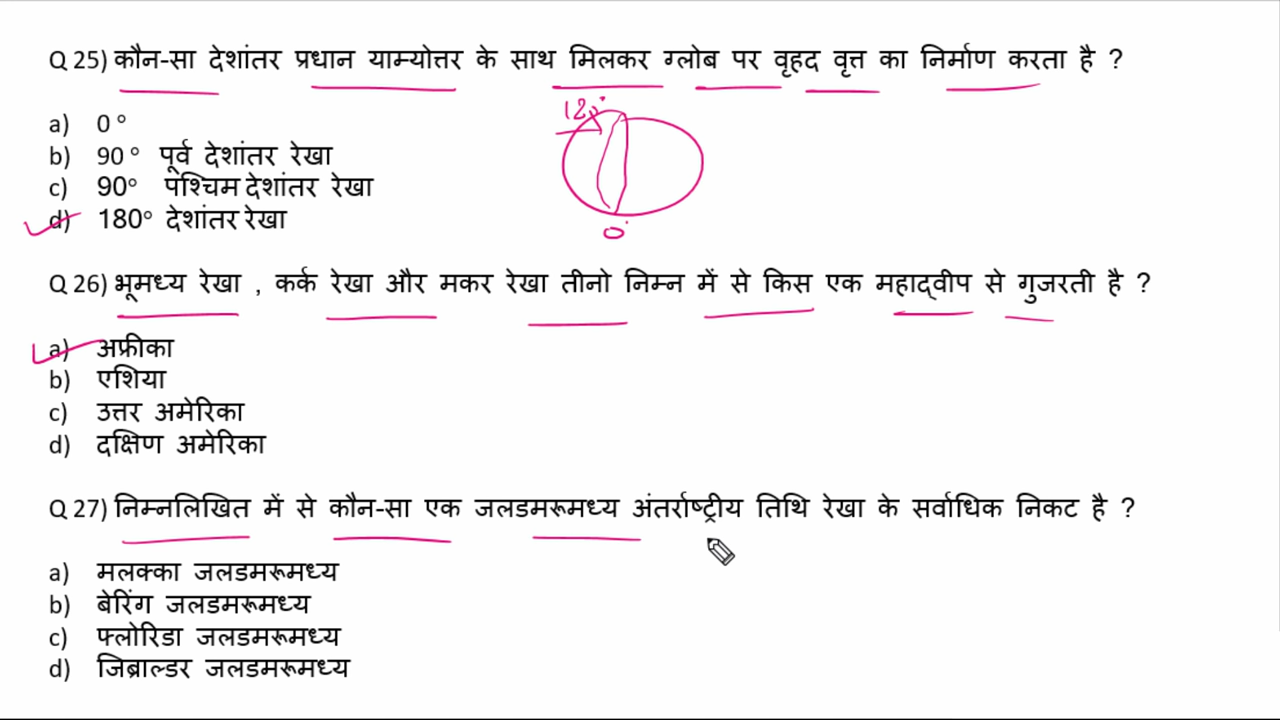 Q 25) कौन-सा देशांतर प्रधान याम्योत्तर के साथ मिलकर ग्लोब पर वृहद वृत्त का निर्माण करता है ?
a) 0 °
b) 90 ° पूर्व देशांतर रेखा
c) 90° पश्चिम देशांतर रेखा
d) 180° देशांतर रेखा
0°
Q 26) भूमध्य रेखा , कर्क रेखा और मकर रेखा तीनो निम्न में से किस एक महाद्वीप से गुजरती है ?
a) अफ्रीका
b) एशिया
c) उत्तर अमेरिका
d) दक्षिण अमेरिका
Q 27) निम्नलिखित में से कौन-सा एक जलडमरूमध्य अंतर्राष्ट्रीय तिथि रेखा के सर्वाधिक निकट है ?
a) मलक्का जलडमरूमध्य
b) बेरिंग जलडमरूमध्य
c) फ्लोरिडा जलडमरूमध्य
d) जिब्राल्डर जलडमरूमध्य